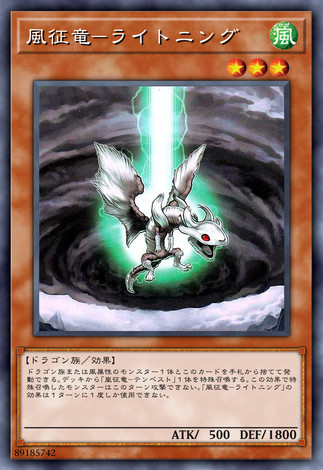 風征竜－ライトニング
風
【ドラゴン族／効果】
ドラゴン族または風属性のモンスター１体とこのカードを手札から捨てて発
動できる。デッキから「嵐征竜－テンペスト」１体を特殊召喚する。この効果で特
殊召喚したモンスターはこのターン攻撃できない。「風征竜－ライトニング」の
効果は１ターンに１度しか使用できない。
ATK/ 500 DEF/1800
89185742